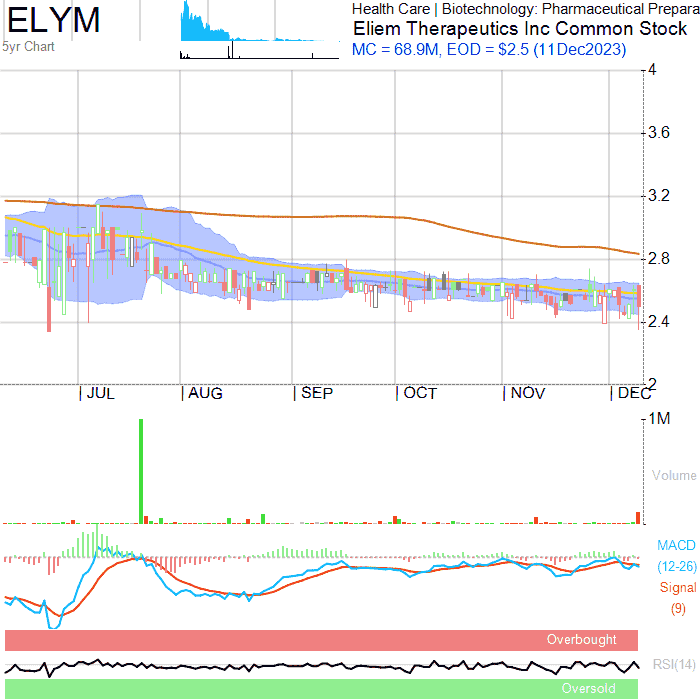 ELYM
5yr Chart
Health Care | Biotechnology: Pharmaceutical Prepara
Eliem Therapeutics Inc Common Stock
MC = 68.9M, EOD = $2.5 (11Dec2023)
4
3.6
3.2
2.8
2.4
2
JUL AUG SEP OCT NOV DEC
1M
Volume
MACD
(12-26)
Signal
(9)
Overbought
RSI(14)
Oversold